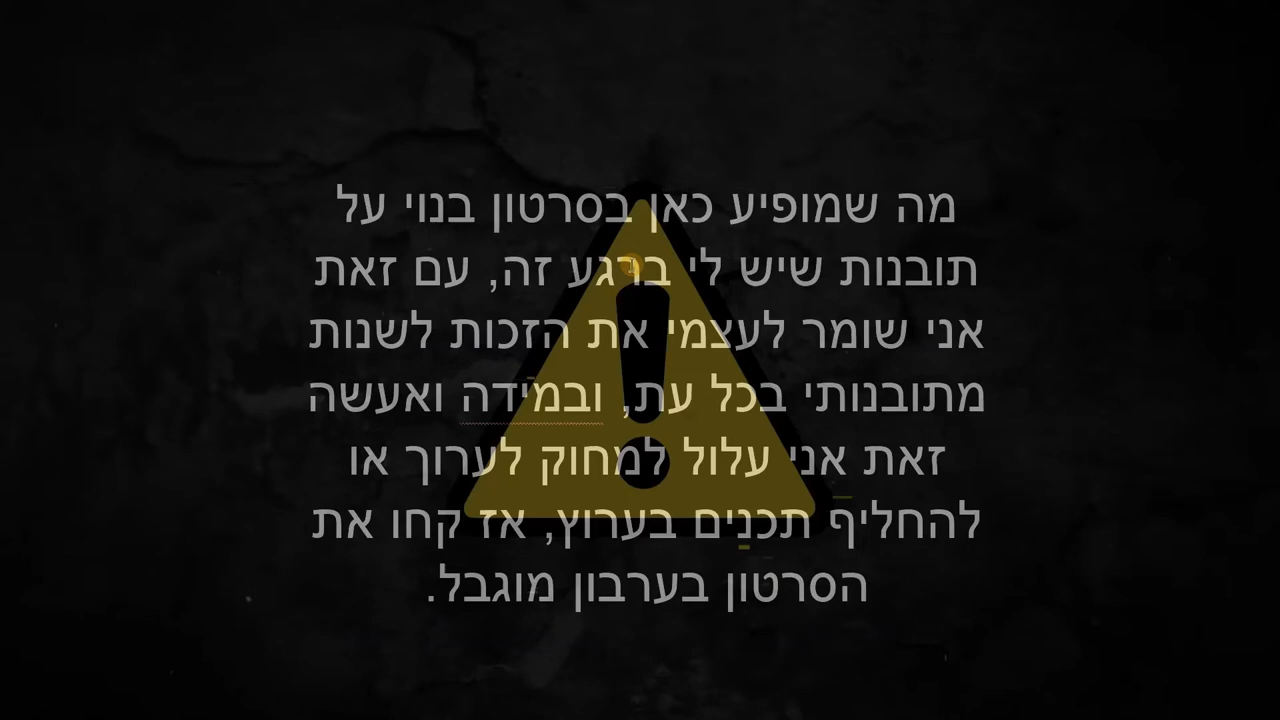 מה שמופיע כאן בסרטון בנוי על
תובנות שיש לי ברגע זה, עם זאת
אני שומר לעצמי את הזכות לשנות
מתובנותי בכל עת, ובמידה ואעשה
זאת אני עלול למחוק לערוך או
להחליף תכנים בערוץ, אז קחו את
הסרטון בערבון מוגבל.